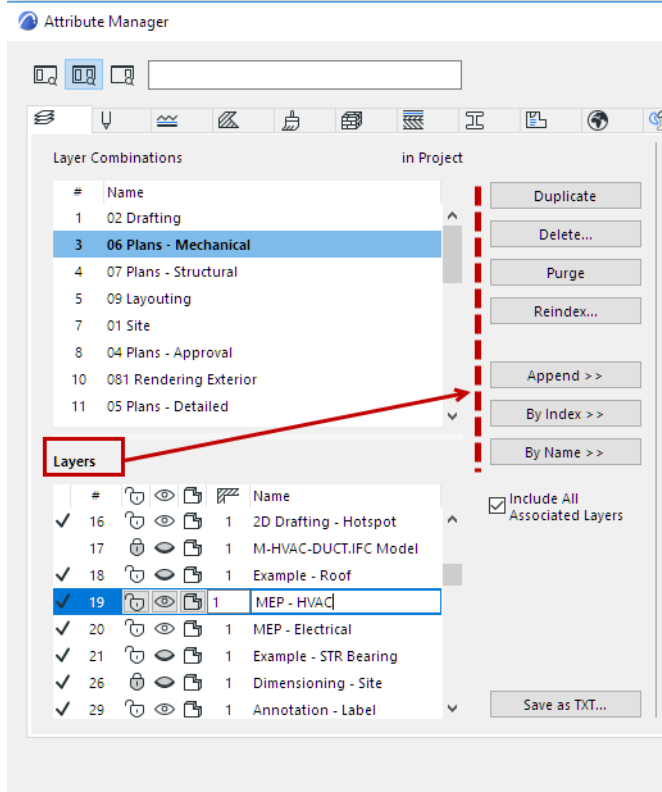 Attribute Manager
Layer Combinations in Project
# Name
1 02 Drafting
3 06 Plans - Mechanical
4 07 Plans - Structural
5 09 Layouting
7 01 Site
8 04 Plans - Approval
10 081 Rendering Exterior
11 05 Plans - Detailed
Duplicate
Delete...
Purge
Reindex...
Append >>
By Index >>
By Name >>
Include All
Associated Layers
Layers
# Name
16 1 2D Drafting - Hotspot
17 1 M-HVAC-DUCT.IFC Model
18 1 Example - Roof
19 1 MEP - HVAC
20 1 MEP - Electrical
21 1 Example - STR Bearing
26 1 Dimensioning - Site
29 1 Annotation - Label
Save as TXT...